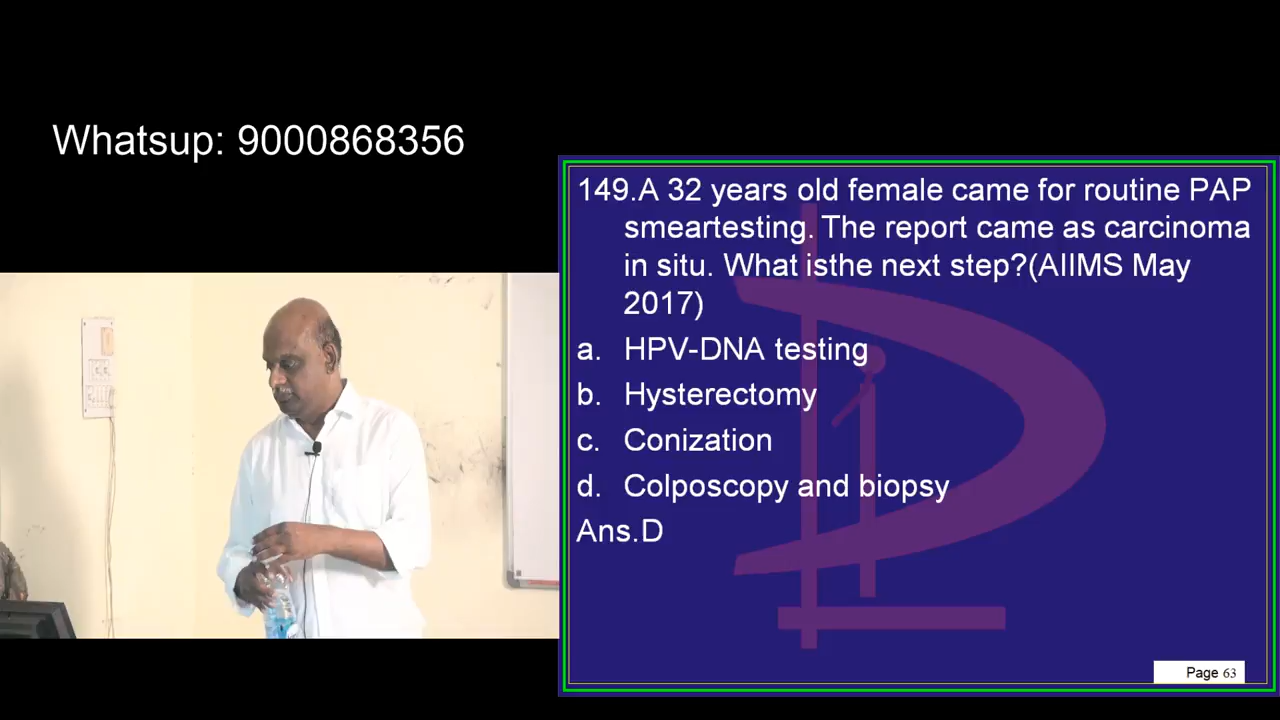 Whatsup: 9000868356
149.A 32 years old female came for routine PAP
smeartesting. The report came as carcinoma
in situ. What isthe next step?(AIIMS May
2017)
a. HPV-DNA testing
b. Hysterectomy
c. Conization
d. Colposcopy and biopsy
Ans.D
Page 63